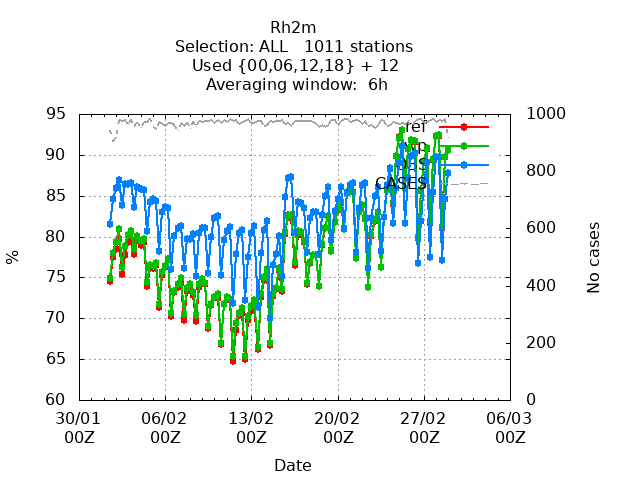 Rh2m
Selection: ALL   1011 stations
Used {00,06,12,18} + 12
Averaging window:  6h
95
90
85
80
75
70
65
60
%
1000
800
600
400
200
0
No cases
ref
OBS
CASES
30/01 00Z
06/02 00Z
13/02 00Z
20/02 00Z
27/02 00Z
06/03 00Z
Date